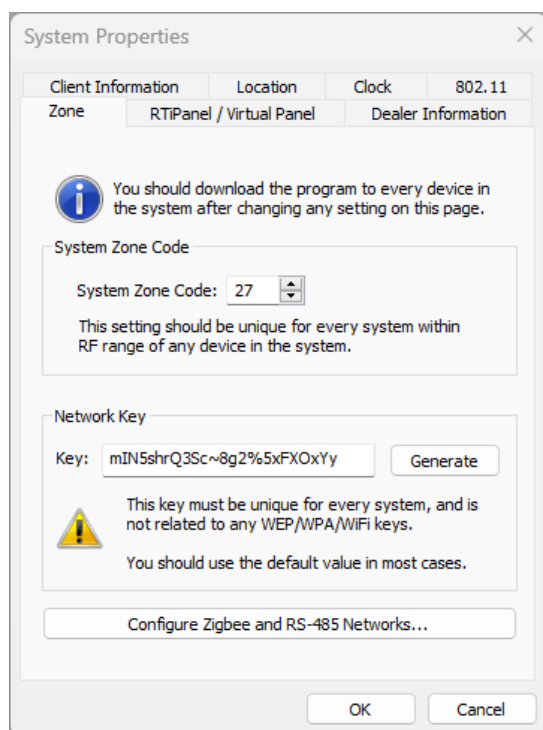 System Properties
Client Information Location Clock 802.11
Zone RTiPanel / Virtual Panel Dealer Information
You should download the program to every device in
the system after changing any setting on this page.
System Zone Code
System Zone Code: 27
This setting should be unique for every system within
RF range of any device in the system.
Network Key
Key: mIN5shrQ3Sc~8g2%5xFXOxYy Generate
This key must be unique for every system, and is
not related to any WEP/WPA/WiFi keys.
You should use the default value in most cases.
Configure Zigbee and RS-485 Networks...
OK Cancel